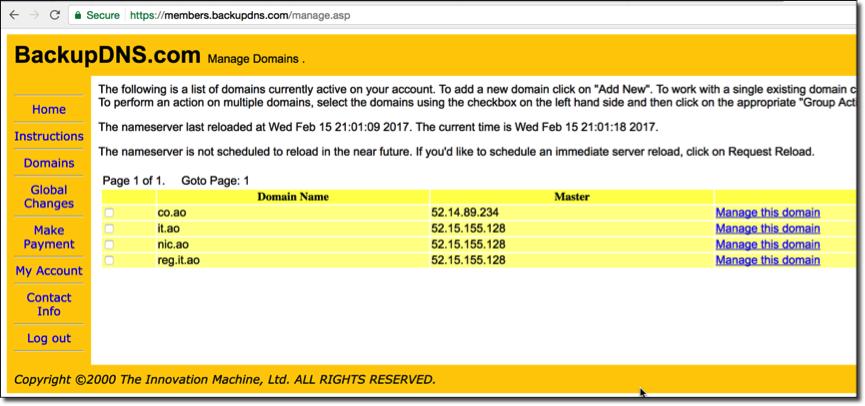 Secure https://members.backupdns.com/manage.asp
BackupDNS.com Manage Domains .
The following is a list of domains currently active on your account. To add a new domain click on "Add New". To work with a single existing domain c
To perform an action on multiple domains, select the domains using the checkbox on the left hand side and then click on the appropriate "Group Act
The nameserver last reloaded at Wed Feb 15 21:01:09 2017. The current time is Wed Feb 15 21:01:18 2017.
The nameserver is not scheduled to reload in the near future. If you'd like to schedule an immediate server reload, click on Request Reload.
Home
Instructions
Domains
Global
Changes
Make
Payment
My Account
Contact
Info
Log out
Page 1 of 1. Goto Page: 1
Domain Name Master
co.ao 52.14.89.234 Manage this domain
it.ao 52.15.155.128 Manage this domain
nic.ao 52.15.155.128 Manage this domain
reg.it.ao 52.15.155.128 Manage this domain
Copyright ©2000 The Innovation Machine, Ltd. ALL RIGHTS RESERVED.